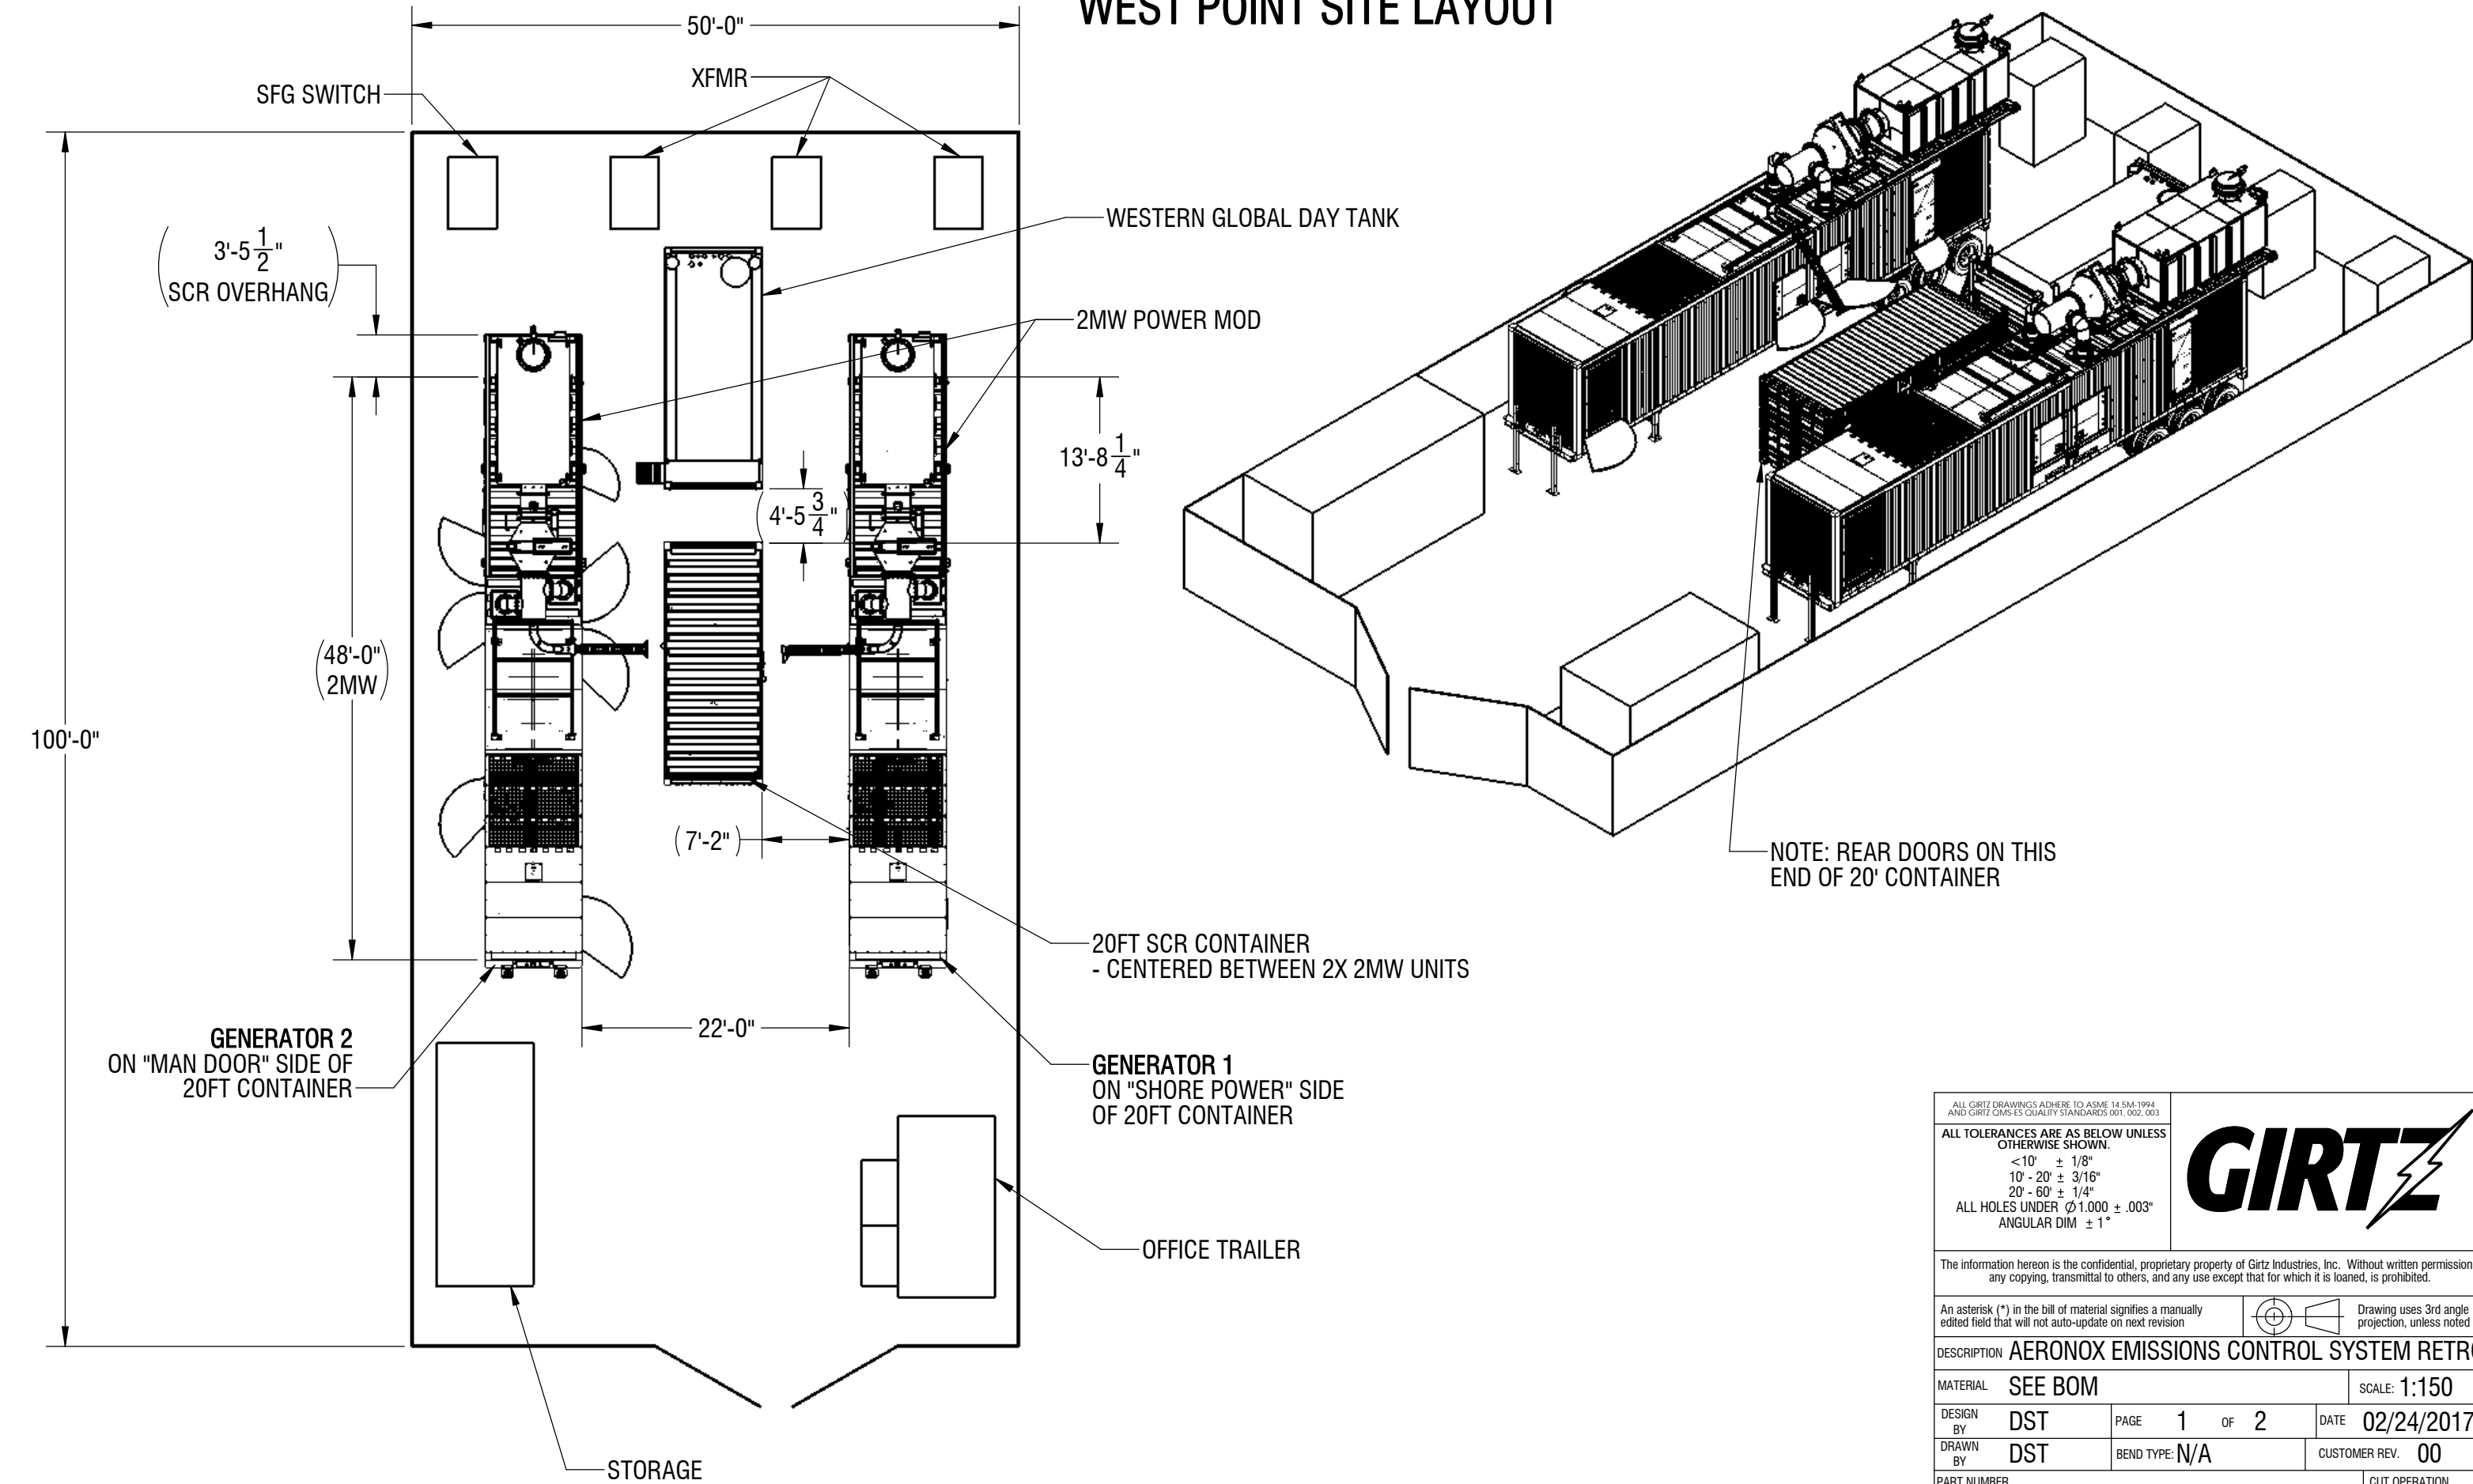 WEST POINT SITE LAYOUT
50'-0"
XFMR
SFG SWITCH
WESTERN GLOBAL DAY TANK
3'-5 1/2"
SCR OVERHANG
2MW POWER MOD
13'-8 1/4"
(4'-5 3/4")
(48'-0"
2MW)
100'-0"
(7'-2")
NOTE: REAR DOORS ON THIS
END OF 20' CONTAINER
20FT SCR CONTAINER
- CENTERED BETWEEN 2X 2MW UNITS
22'-0"
GENERATOR 2
ON "MAN DOOR" SIDE OF
20FT CONTAINER
GENERATOR 1
ON "SHORE POWER" SIDE
OF 20FT CONTAINER
OFFICE TRAILER
STORAGE
ALL GIRTZ DRAWINGS ADHERE TO ASME 14.5M-1994
AND GIRTZ QMS-ES QUALITY STANDARDS 001, 002, 003
ALL TOLERANCES ARE AS BELOW UNLESS
OTHERWISE SHOWN.
<10' ± 1/8"
10' - 20' ± 3/16"
20' - 60' ± 1/4"
ALL HOLES UNDER Ø1.000 ± .003"
ANGULAR DIM ± 1°
GIRTZ
The information hereon is the confidential, proprietary property of Girtz Industries, Inc. Without written permission
any copying, transmittal to others, and any use except that for which it is loaned, is prohibited.
An asterisk (*) in the bill of material signifies a manually
edited field that will not auto-update on next revision
Drawing uses 3rd angle
projection, unless noted
DESCRIPTION AERONOX EMISSIONS CONTROL SYSTEM
MATERIAL SEE BOM
SCALE: 1:150
DESIGN BY DST
PAGE 1 OF 2
DATE 02/24/2017
DRAWN BY DST
BEND TYPE: N/A
CUSTOMER REV. 00
PART NUMBER
CUT OPERATION